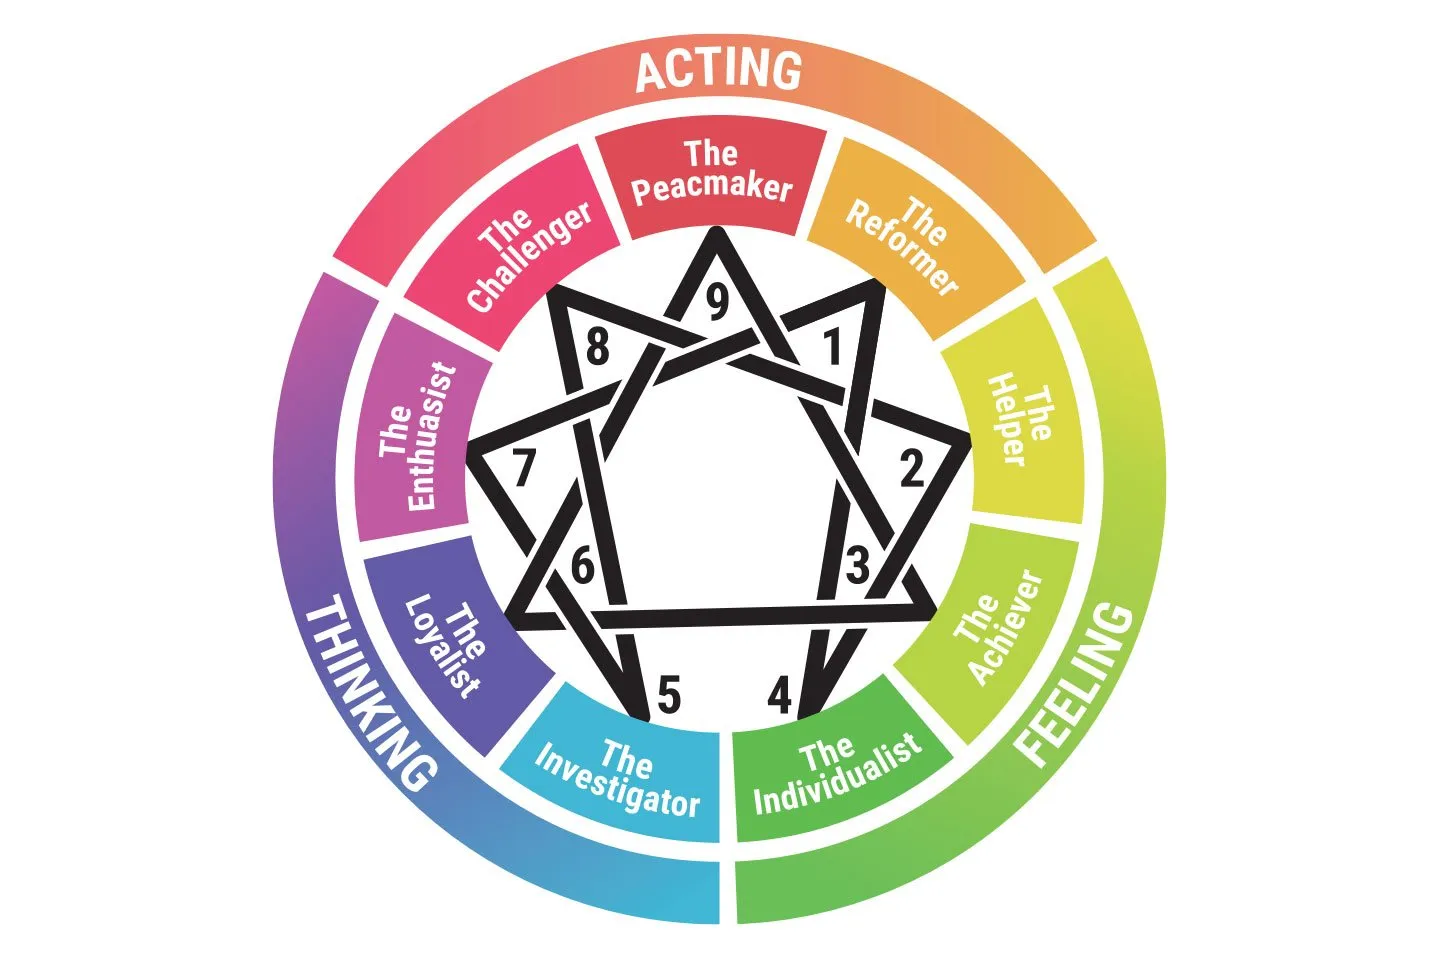 ACTING
The
Peacmaker
The
Reformer
The
Helper
The
Achiever
The
Individualist
The
Investigator
The
Loyalist
The
Enthuasist
The
Challenger
FEELING
THINKING
9
1
2
3
4
5
6
7
8